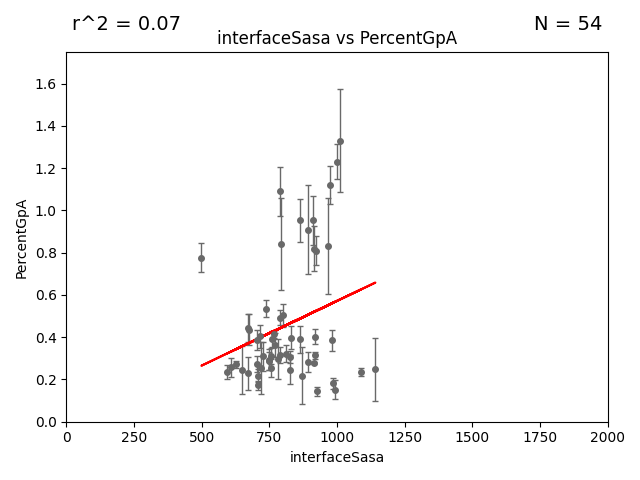 r^2 = 0.07
N = 54
interfaceSasa vs PercentGpA
PercentGpA
1.6
1.4
1.2
1.0
0.8
0.6
0.4
0.2
0.0
0 250 500 750 1000 1250 1500 1750 2000
interfaceSasa